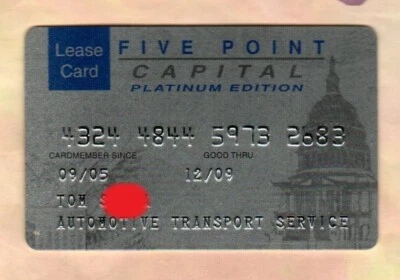 Lease
Card
FIVE POINT
CAPITAL
PLATINUM EDITION
4324 4844 5973 2683
CARDMEMBER SINCE GOOD THRU
09/05 12/09
TOM S
AUTOMOTIVE TRANSPORT SERVICE